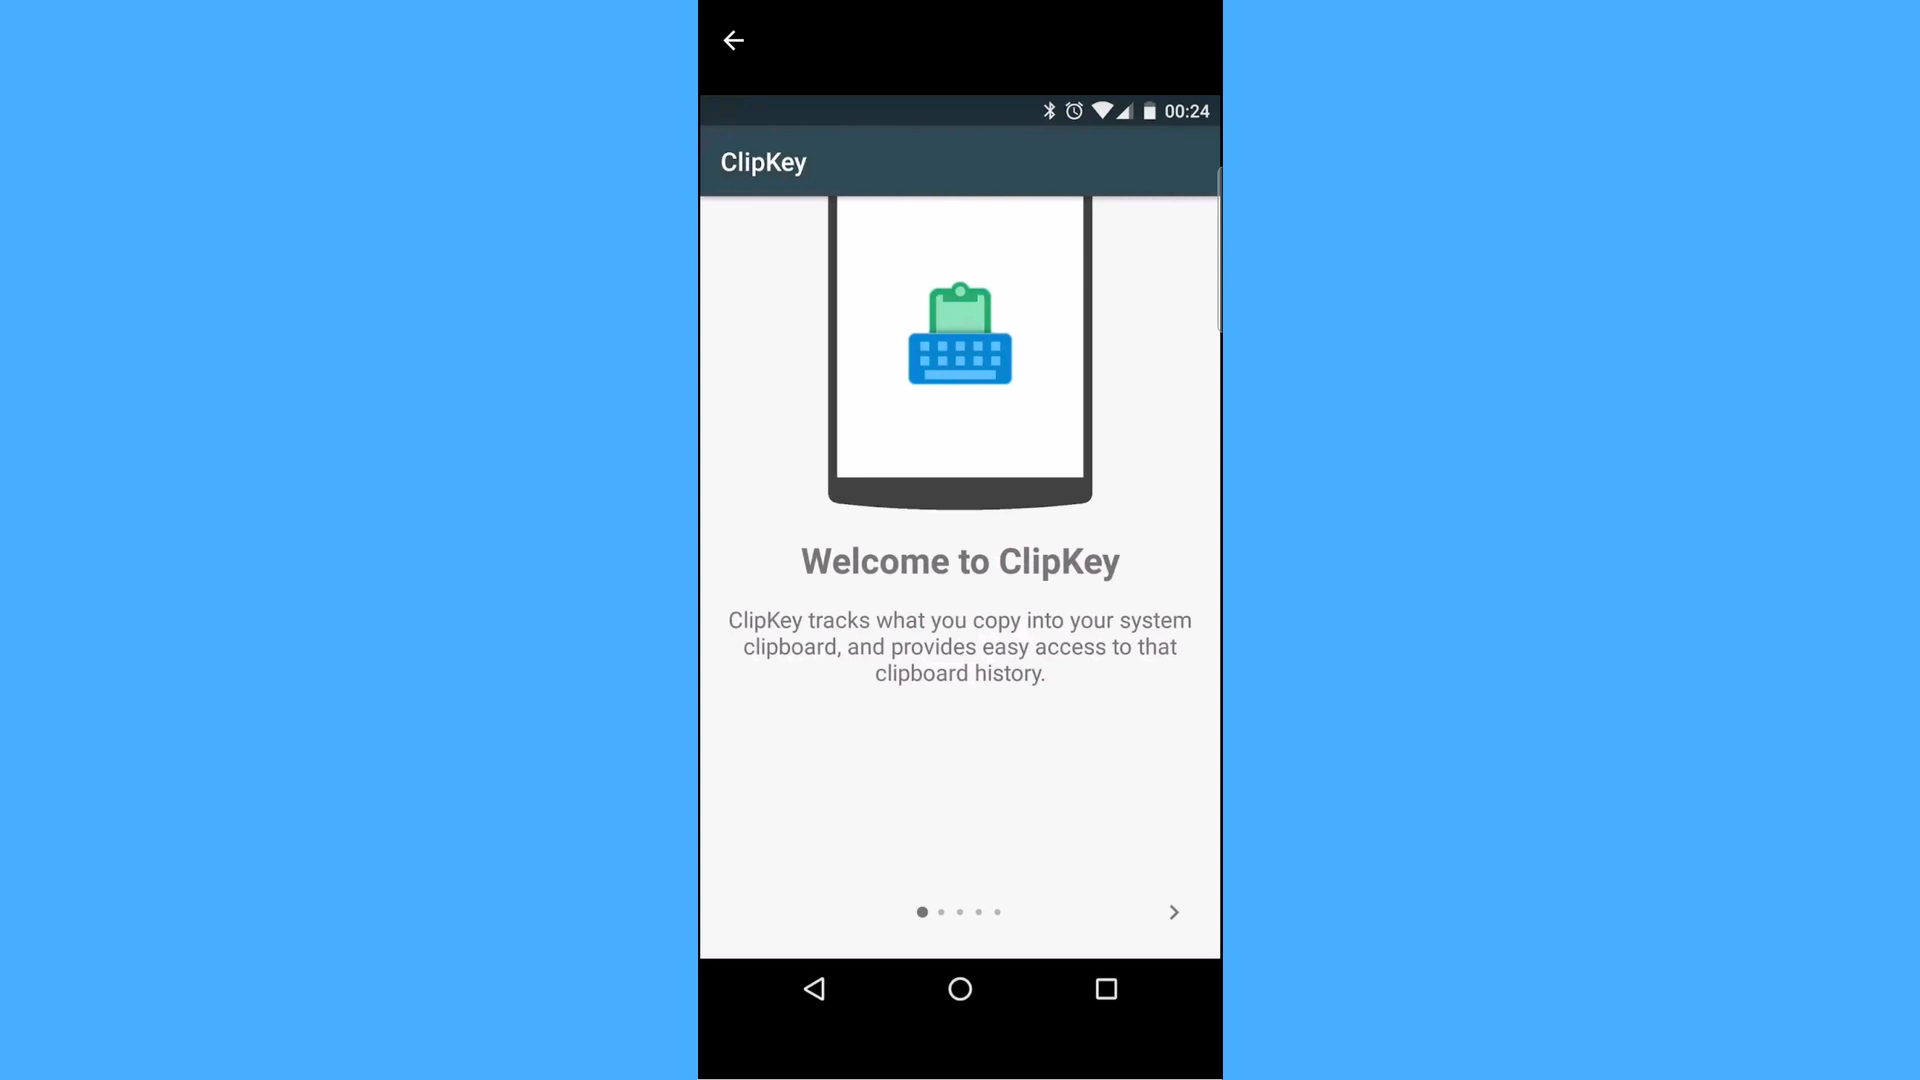 00:24
ClipKey
Welcome to ClipKey
ClipKey tracks what you copy into your system
clipboard, and provides easy access to that
clipboard history.